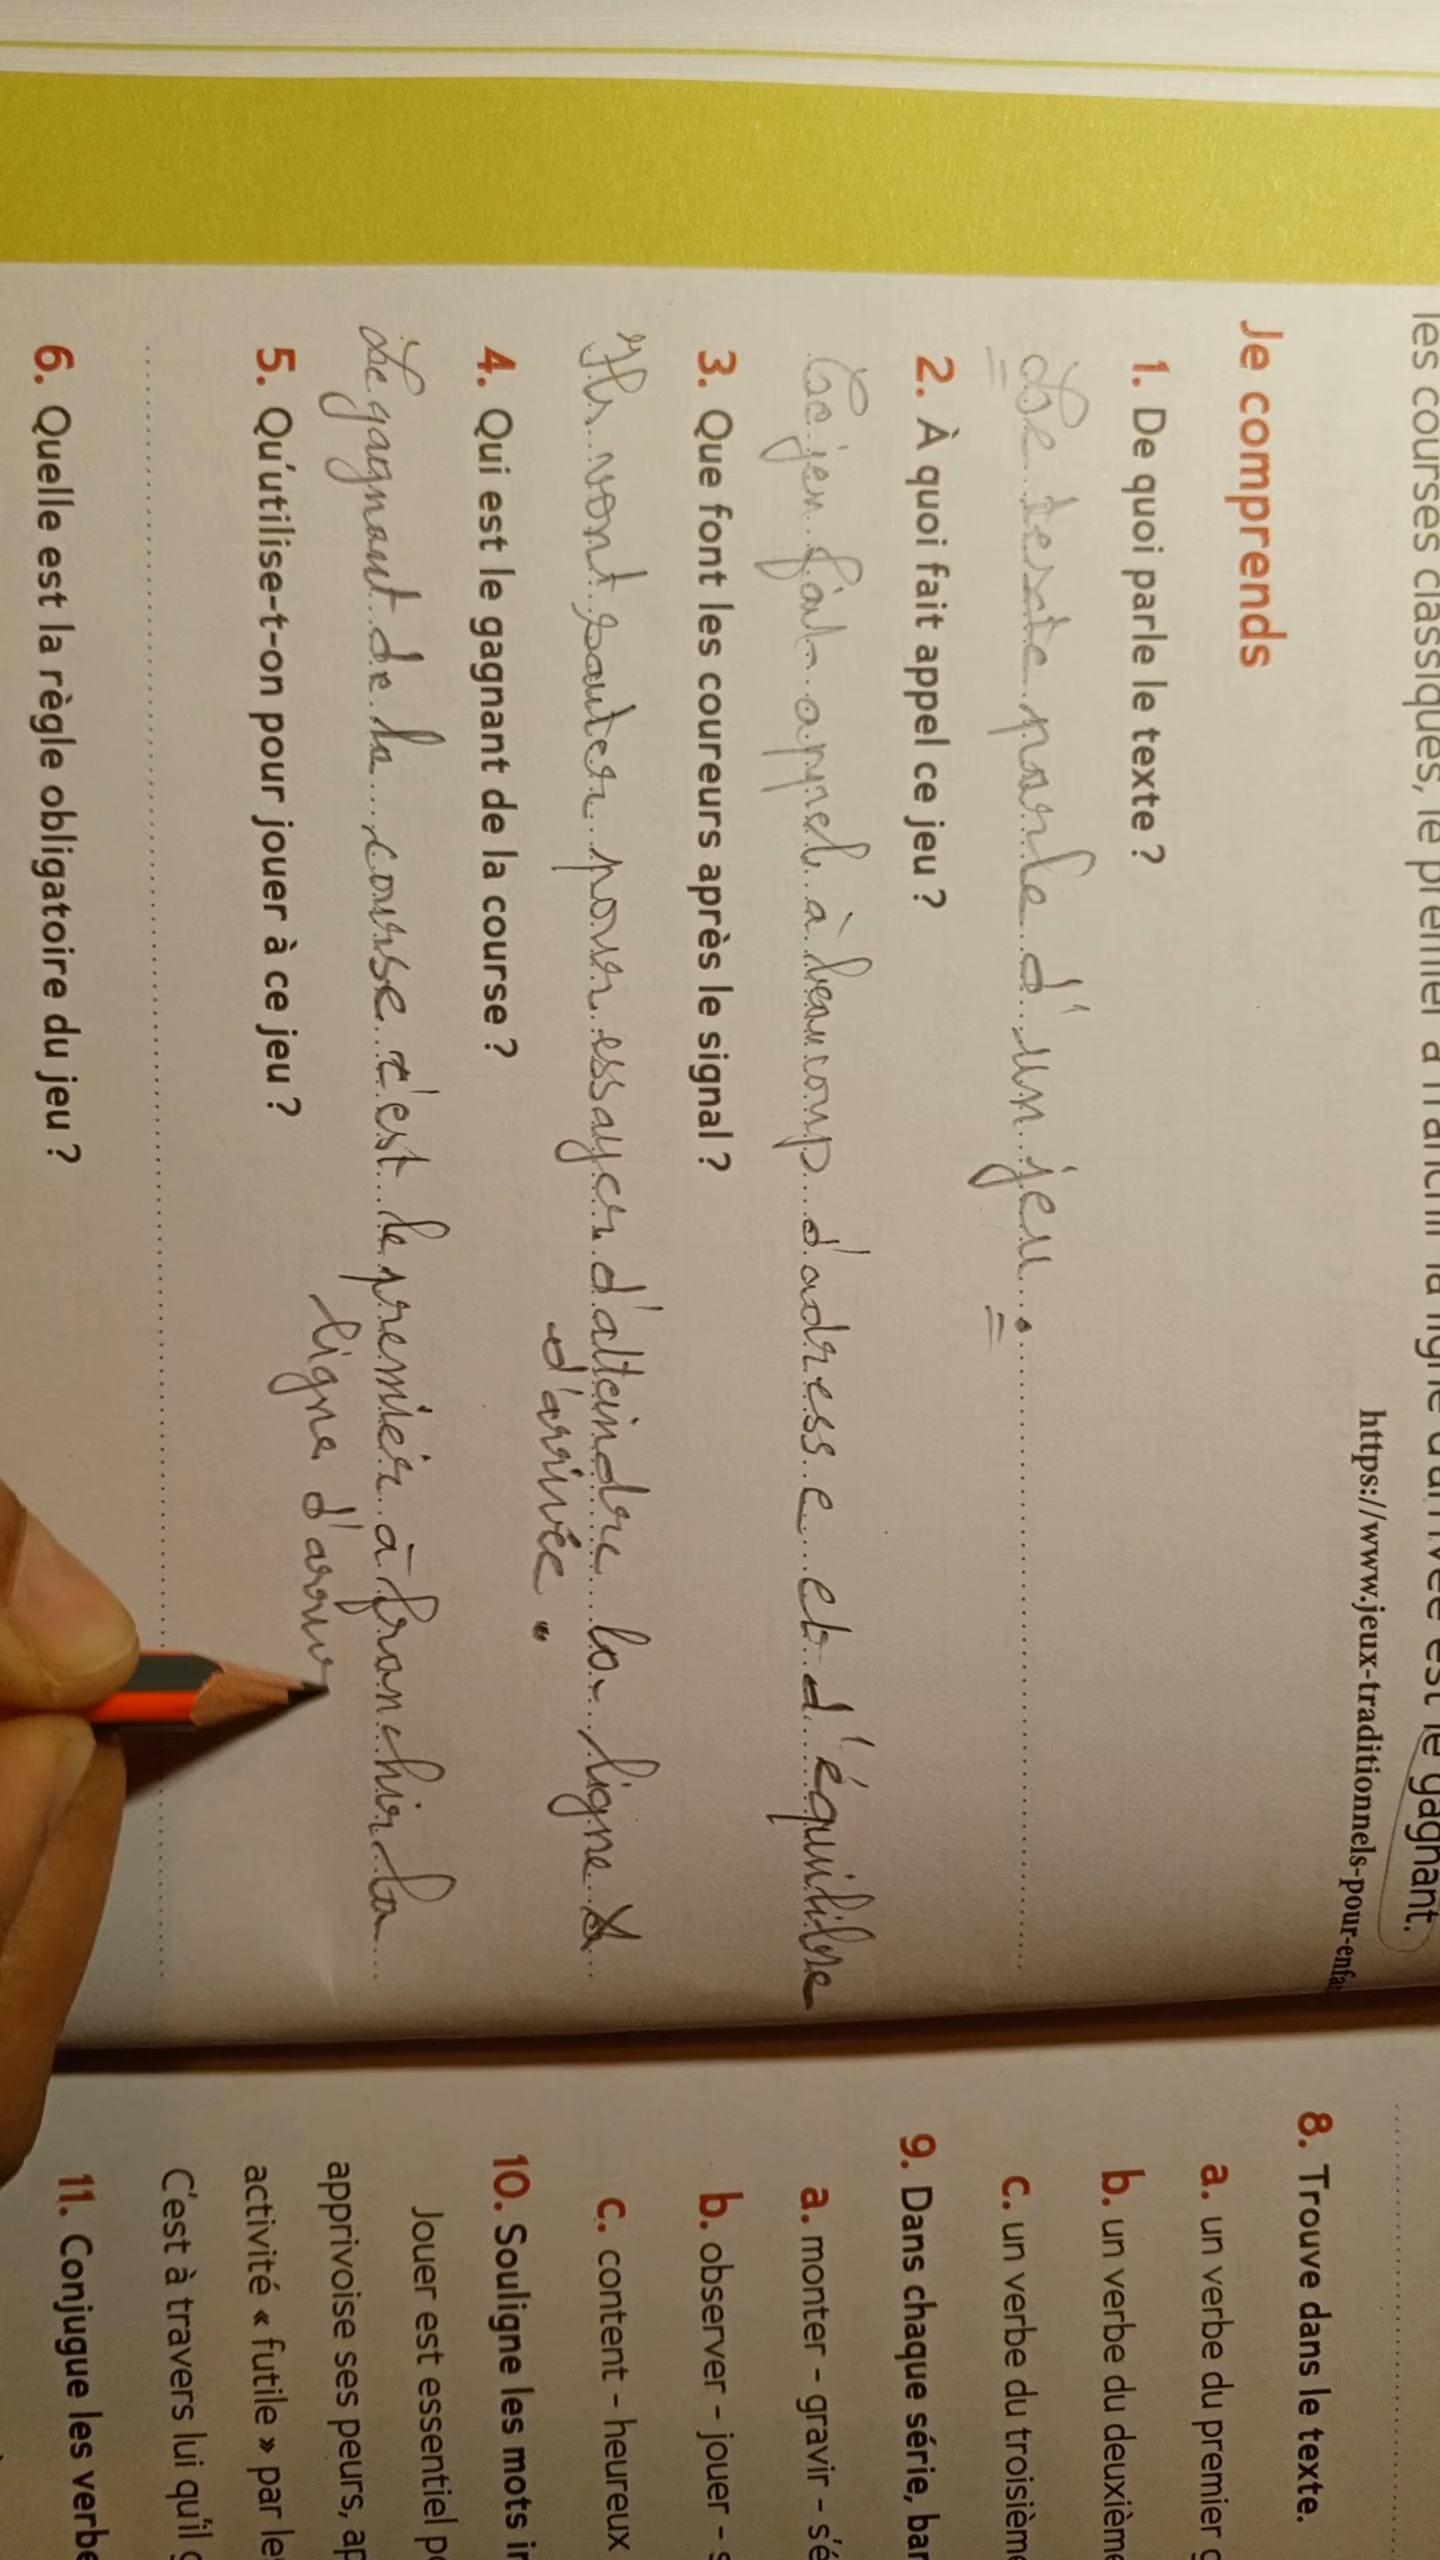 les courses classiques, le premier à franchir la ligne d'arrivée est le gagnant.
https://www.jeux-traditionnels-pour-enfa
Je comprends
1. De quoi parle le texte ?
Le texte parle d'un jeu.
2. À quoi fait appel ce jeu ?
Ce jeu fait appel à beaucoup d'adresse et d'équilibre
3. Que font les coureurs après le signal ?
Ils vont sauter pour essayer d'atteindre la ligne
d'arrivée.
4. Qui est le gagnant de la course ?
Le gagnant de la course c'est le premier à franchir la
ligne d'arriv
5. Qu'utilise-t-on pour jouer à ce jeu ?
6. Quelle est la règle obligatoire du jeu ?
8. Trouve dans le texte.
a. un verbe du premier g
b. un verbe du deuxième
c. un verbe du troisième
9. Dans chaque série, bar
a. monter - gravir - s'é
b. observer - jouer - s
c. content - heureux
10. Souligne les mots in
Jouer est essentiel po
apprivoise ses peurs, ap
activité « futile » par le
C'est à travers lui qu'il g
11. Conjugue les verbe